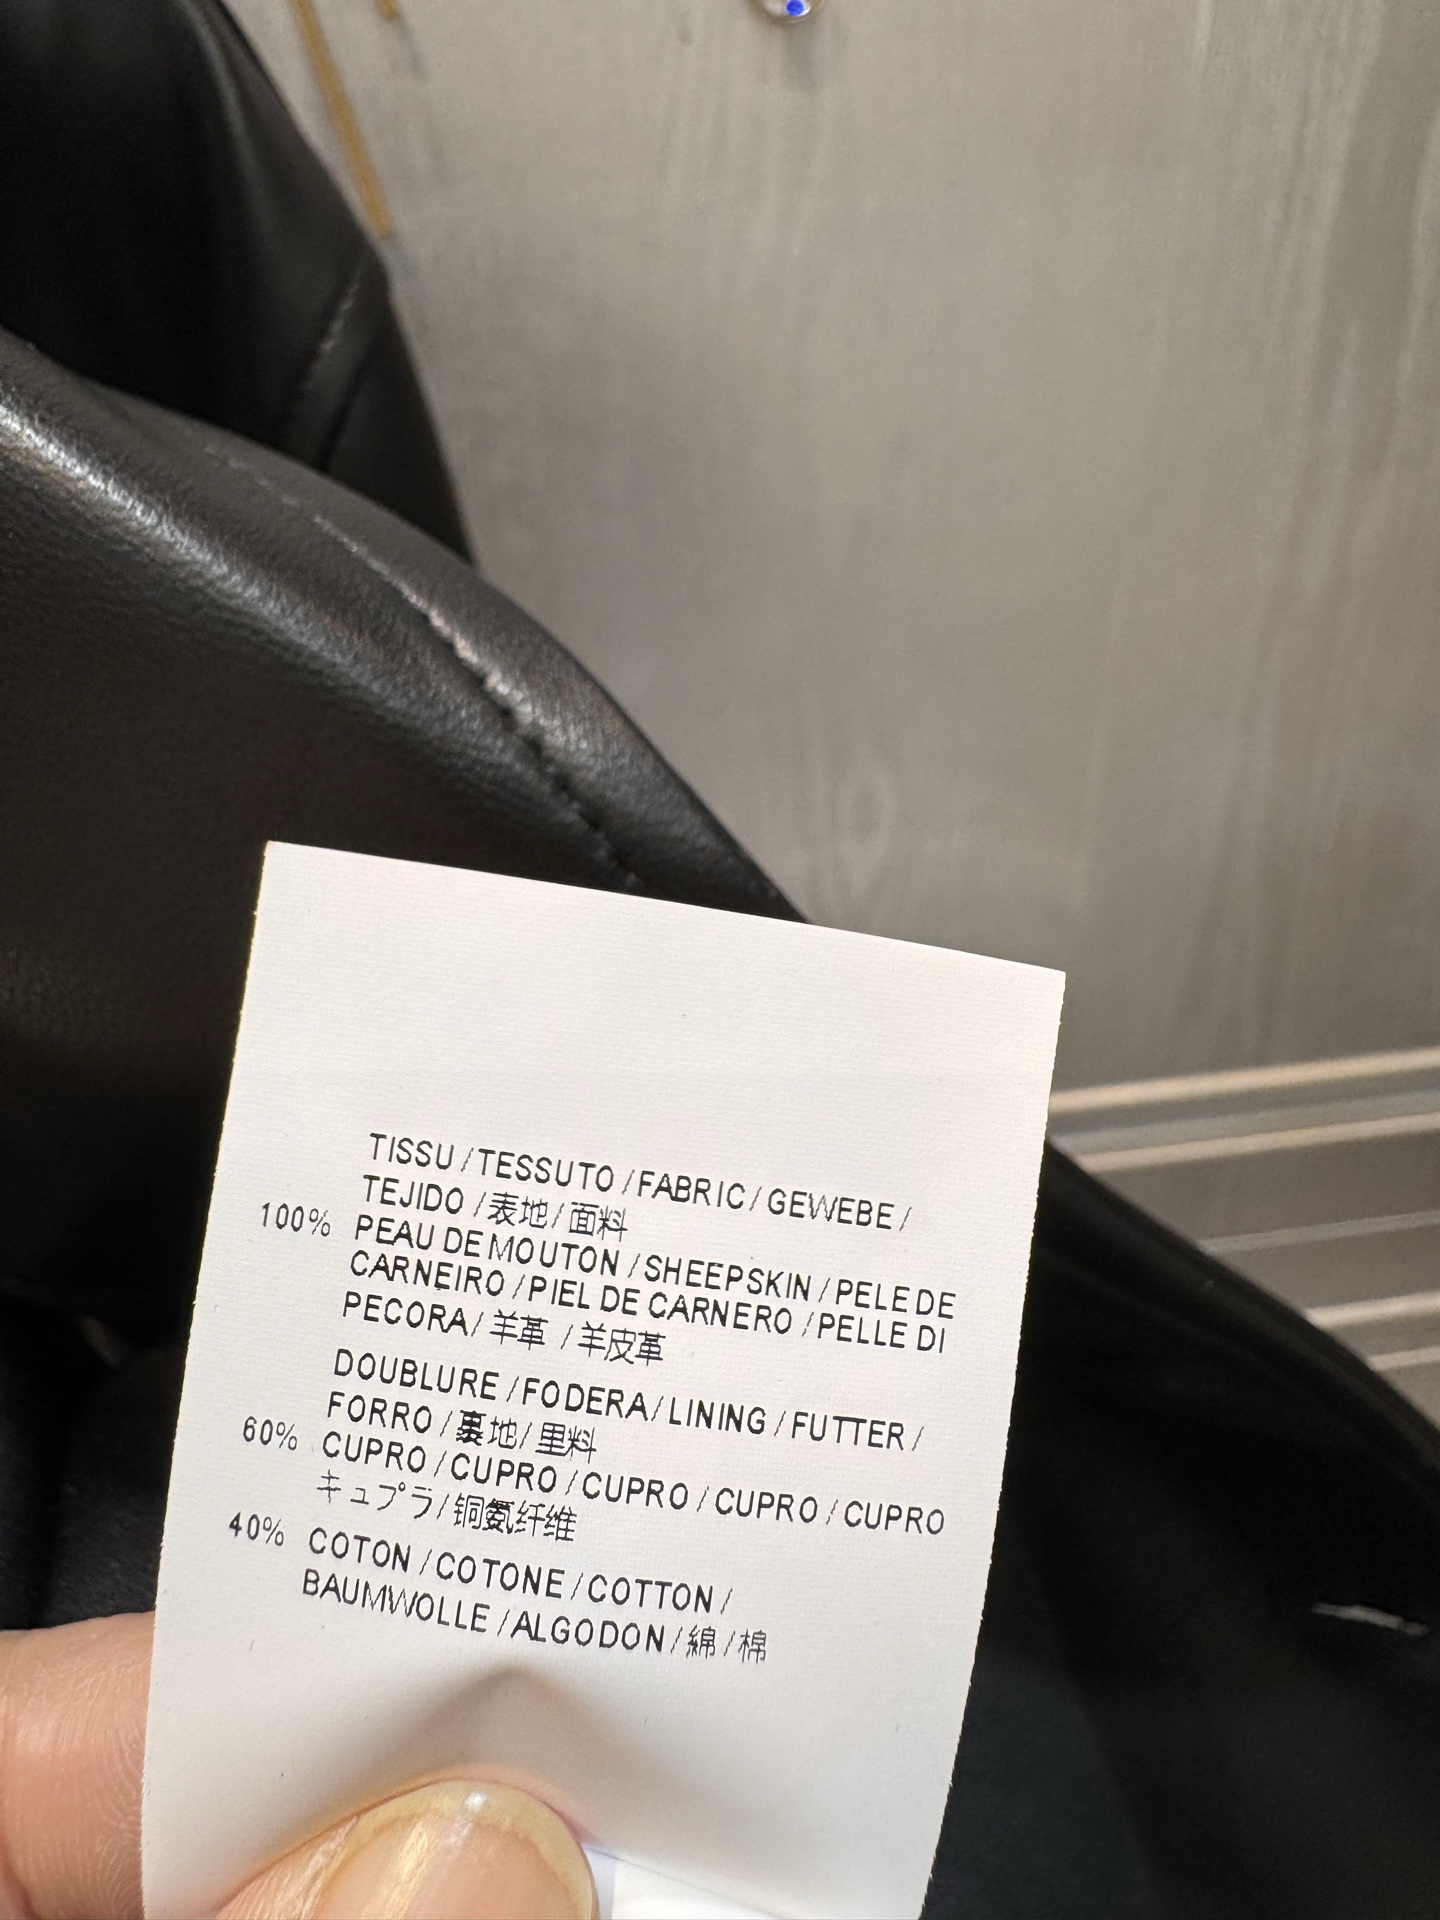 TISSU / TESSUTO / FABRIC / GEWEBE /
TEJIDO / 表地 / 面料
100% PEAU DE MOUTON / SHEEPSKIN / PELE DE
CARNEIRO / PIEL DE CARNERO / PELLE DI
PECORA / 羊革 / 羊皮革
DOUBLURE / FODERA / LINING / FUTTER /
FORRO / 裏地 / 里料
60% CUPRO / CUPRO / CUPRO / CUPRO / CUPRO
キュプラ / 铜氨纤维
40% COTON / COTONE / COTTON /
BAUMWOLLE / ALGODON / 綿 / 棉